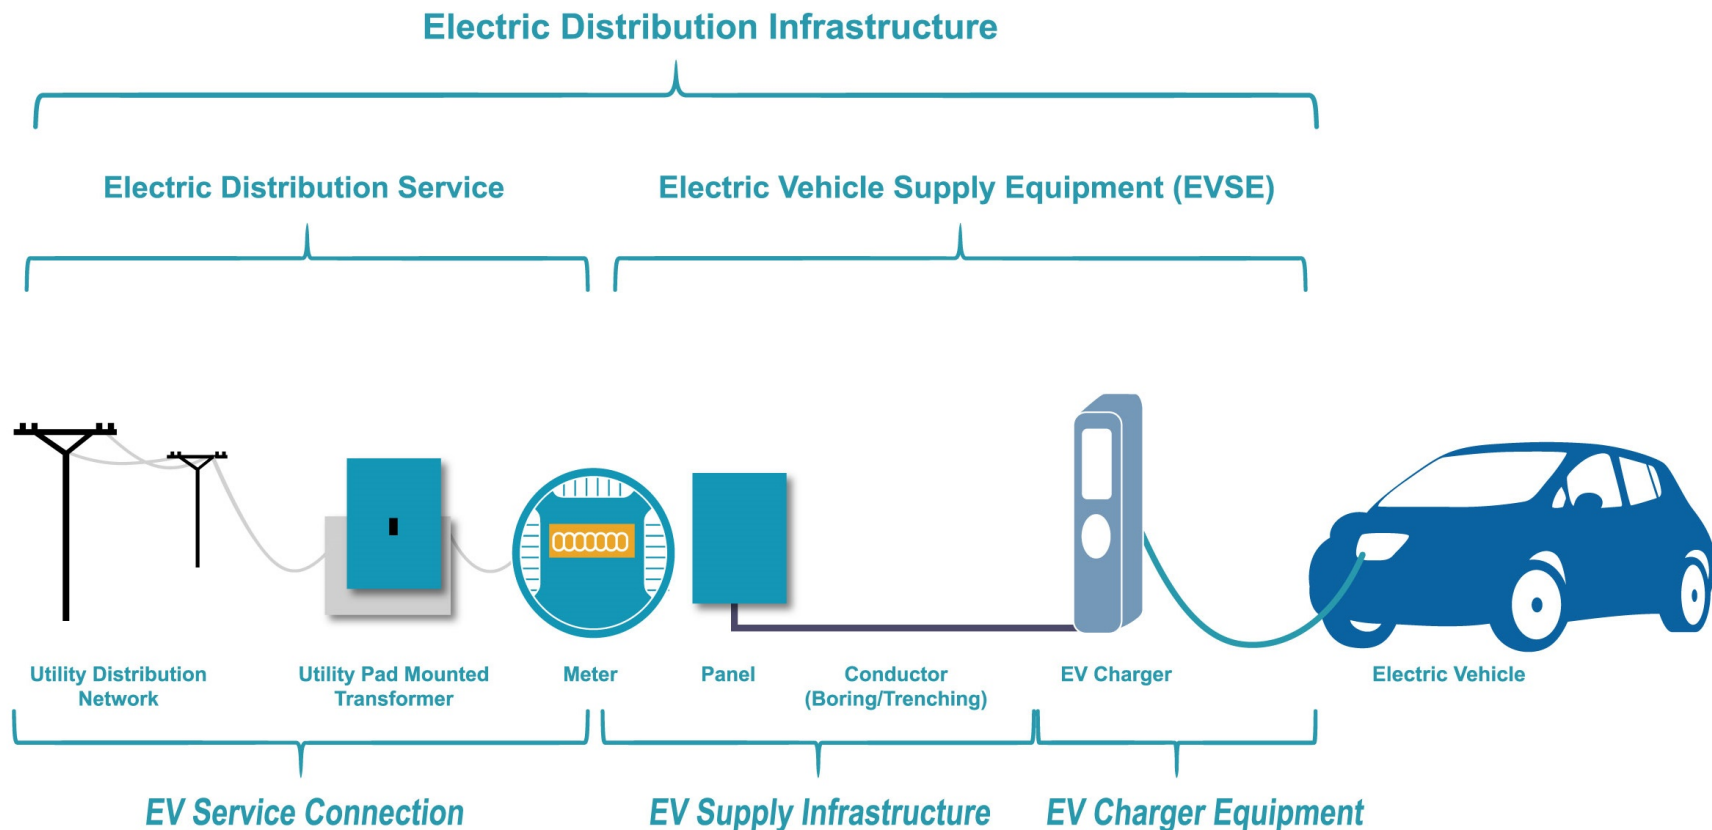 Electric Distribution Infrastructure
Electric Distribution Service
Electric Vehicle Supply Equipment (EVSE)
0000000
Utility Distribution
Network
Utility Pad Mounted
Transformer
Meter
Panel
Conductor
(Boring/Trenching)
EV Charger
Electric Vehicle
EV Service Connection
EV Supply Infrastructure
EV Charger Equipment